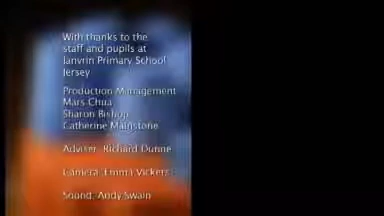 With thanks to the
staff and pupils at
Janvrin Primary School
Jersey
Production Management
Mars Chua
Sharon Bishop
Catherine Mainstone
Adviser Richard Dunne
Camera Emma Vickers
Sound Andy Swain